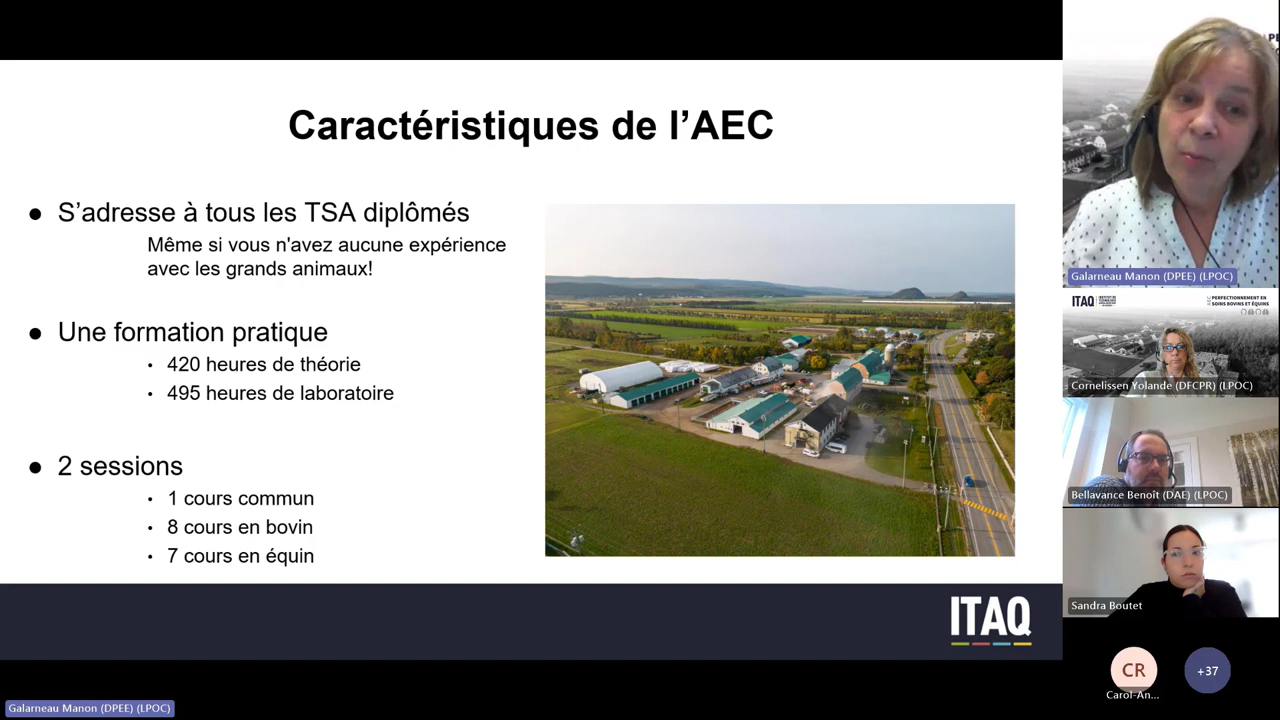 Caractéristiques de l’AEC
● S’adresse à tous les TSA diplômés
Même si vous n'avez aucune expérience
avec les grands animaux!
● Une formation pratique
• 420 heures de théorie
• 495 heures de laboratoire
● 2 sessions
• 1 cours commun
• 8 cours en bovin
• 7 cours en équin
ITAQ
Galarneau Manon (DPEE) (LPOC)
Galarneau Manon (DPEE) (LPOC)
ITAQ
PERFECTIONNEMENT EN
SOINS BOVINS ET ÉQUINS
Cornelissen Yolande (DFCPR) (LPOC)
Bellavance Benoît (DAE) (LPOC)
Sandra Boutet
CR
+37
Carol-An...